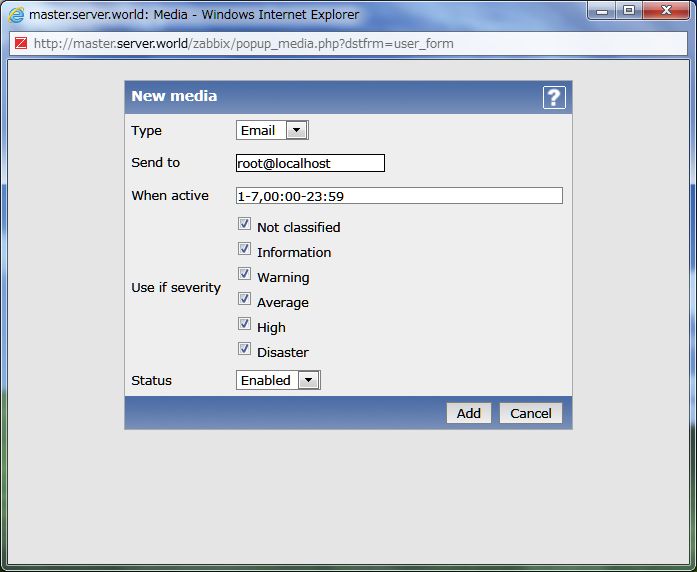 master.server.world: Media - Windows Internet Explorer
http://master.server.world/zabbix/popup_media.php?dstfrm=user_form
New media ?
Type Email
Send to root@localhost
When active 1-7,00:00-23:59
Not classified
Information
Warning
Use if severity
Average
High
Disaster
Status Enabled
Add Cancel